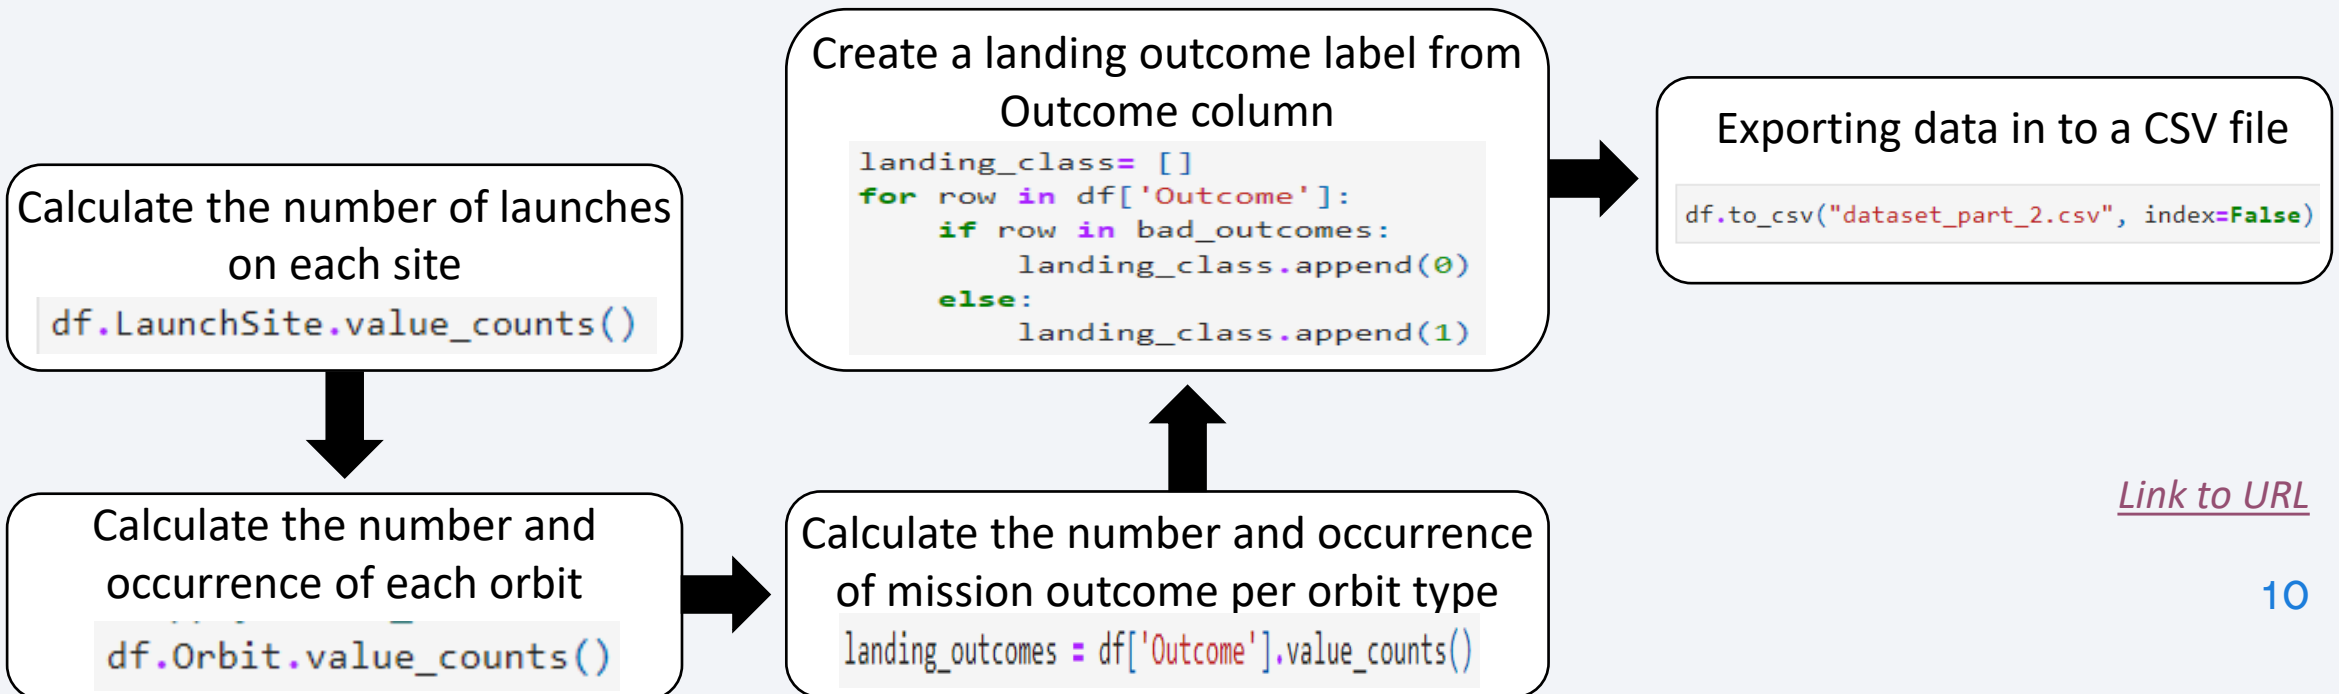 Calculate the number of launches
on each site
df.LaunchSite.value_counts()
Calculate the number and
occurrence of each orbit
df.Orbit.value_counts()
Calculate the number and occurrence
of mission outcome per orbit type
landing_outcomes = df['Outcome'].value_counts()
Create a landing outcome label from
Outcome column
landing_class= []
for row in df['Outcome']:
    if row in bad_outcomes:
        landing_class.append(0)
    else:
        landing_class.append(1)
Exporting data in to a CSV file
df.to_csv("dataset_part_2.csv", index=False)
Link to URL
10